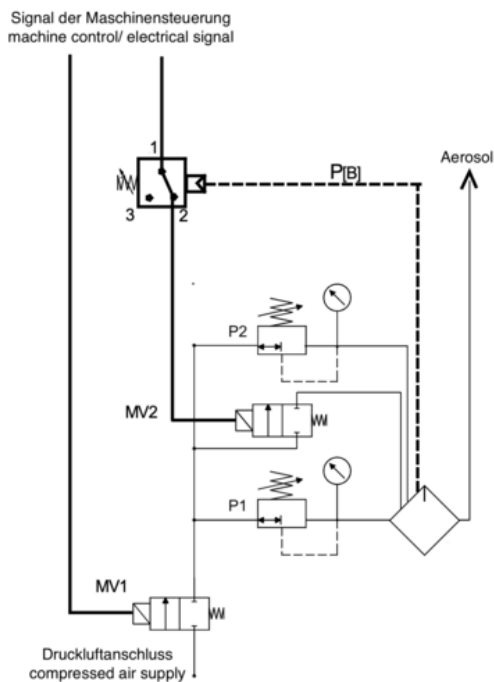 Signal der Maschinensteuerung
machine control/ electrical signal
1
Aerosol
P[B]
3
2
P2
MV2
P1
MV1
Druckluftanschluss
compressed air supply